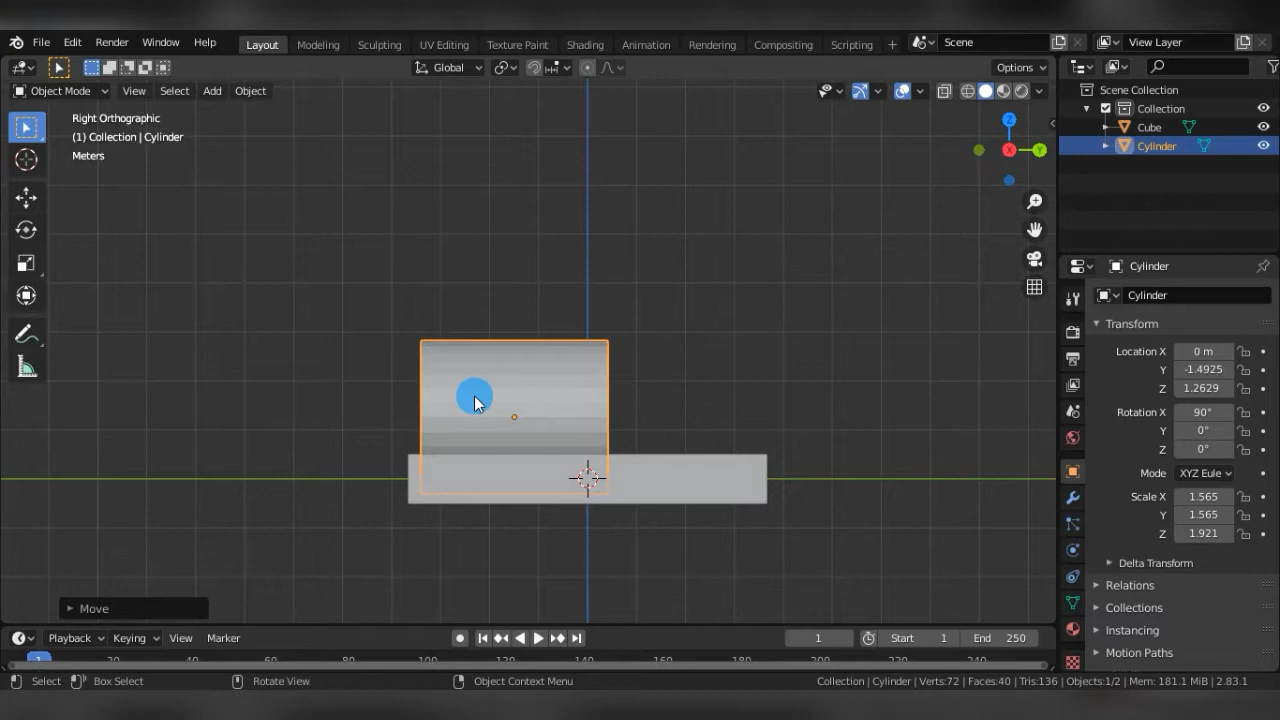 File Edit Render Window Help Layout Modeling Sculpting UV Editing Texture Paint Shading Animation Rendering Compositing Scripting + Scene View Layer
Global Options
Object Mode View Select Add Object
Right Orthographic
(1) Collection | Cylinder
Meters
Z
X
Y
Scene Collection
Collection
Cube
Cylinder
Cylinder
Cylinder
Transform
Location X 0 m
Y -1.4925
Z 1.2629
Rotation X 90°
Y 0°
Z 0°
Mode XYZ Eule
Scale X 1.565
Y 1.565
Z 1.921
Delta Transform
Relations
Collections
Instancing
Motion Paths
Move
Playback Keying View Marker 1 Start 1 End 250
1 20 60 80 100 120 140 160 180 200 220 240
Select Box Select Rotate View Object Context Menu Collection | Cylinder | Verts:72 | Faces:40 | Tris:136 | Objects:1/2 | Mem: 181.1 MiB | 2.83.1